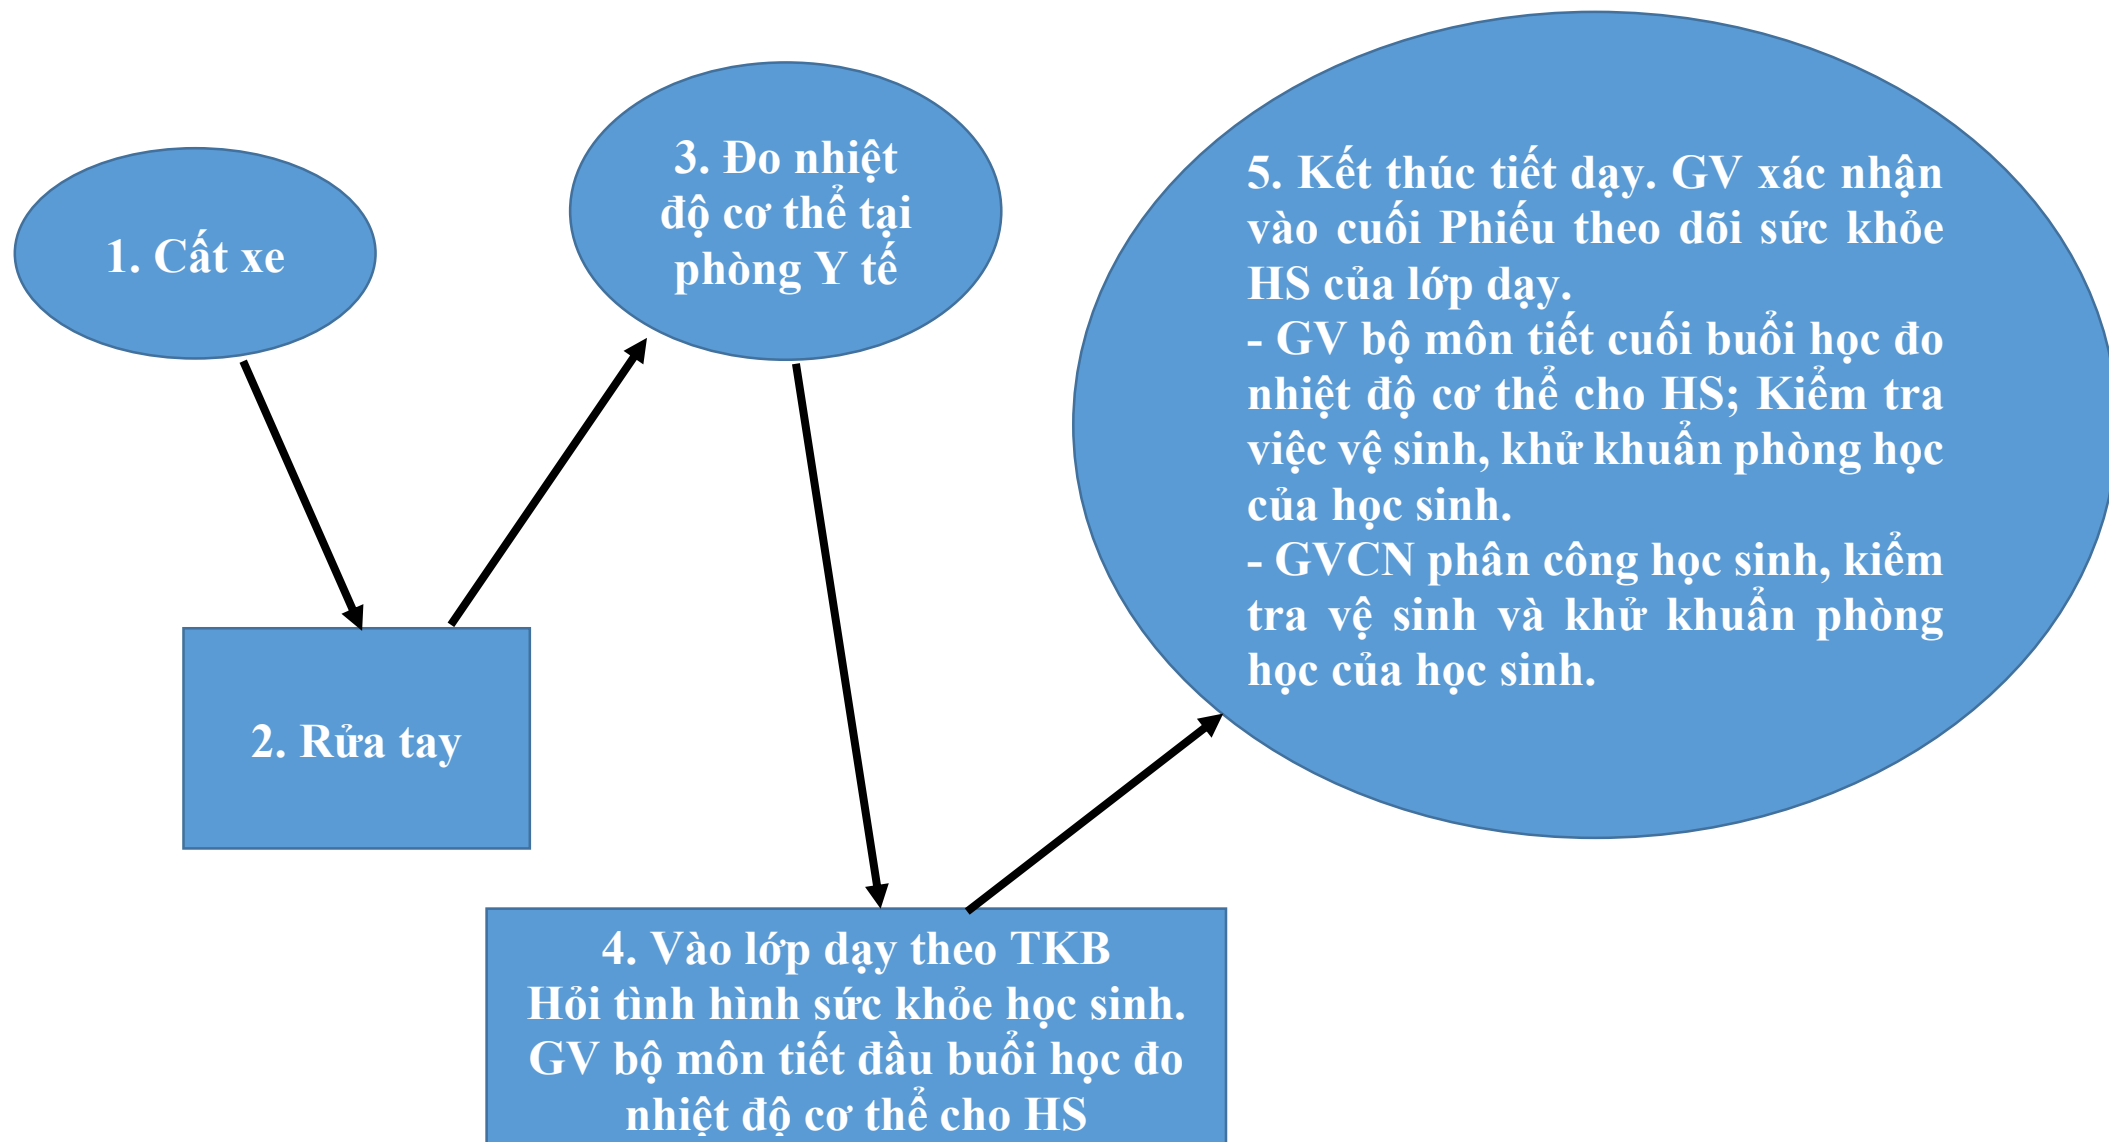 1. Cất xe
2. Rửa tay
3. Đo nhiệt
độ cơ thể tại
phòng Y tế
4. Vào lớp dạy theo TKB
Hỏi tình hình sức khỏe học sinh.
GV bộ môn tiết đầu buổi học đo
nhiệt độ cơ thể cho HS
5. Kết thúc tiết dạy. GV xác nhận
vào cuối Phiếu theo dõi sức khỏe
HS của lớp dạy.
- GV bộ môn tiết cuối buổi học đo
nhiệt độ cơ thể cho HS; Kiểm tra
việc vệ sinh, khử khuẩn phòng học
của học sinh.
- GVCN phân công học sinh, kiểm
tra vệ sinh và khử khuẩn phòng
học của học sinh.